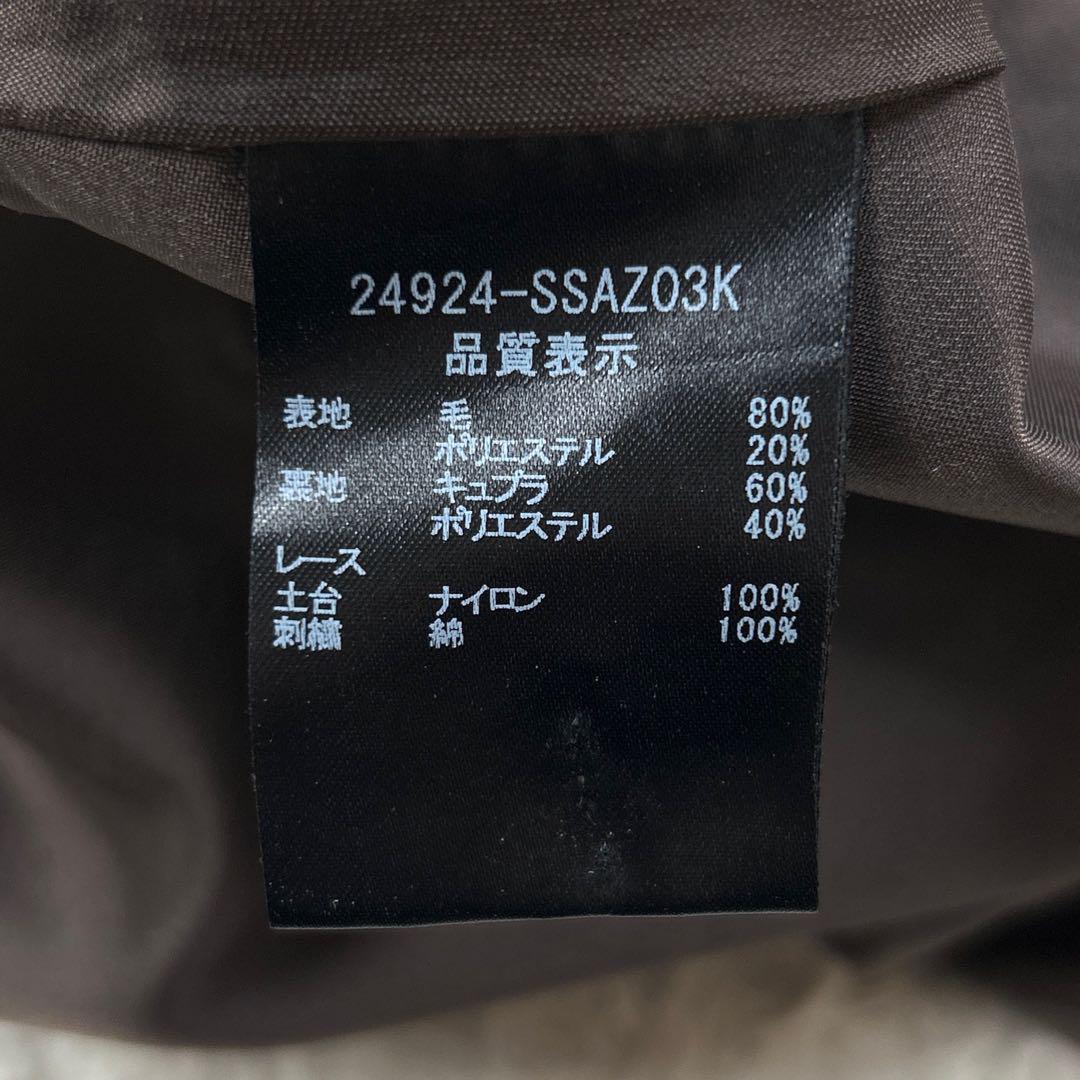 24924-SSAZ03K
品質表示
表地 毛 80%
ポリエステル 20%
裏地 キュプラ 60%
ポリエステル 40%
レース
土台 ナイロン 100%
刺繍 綿 100%